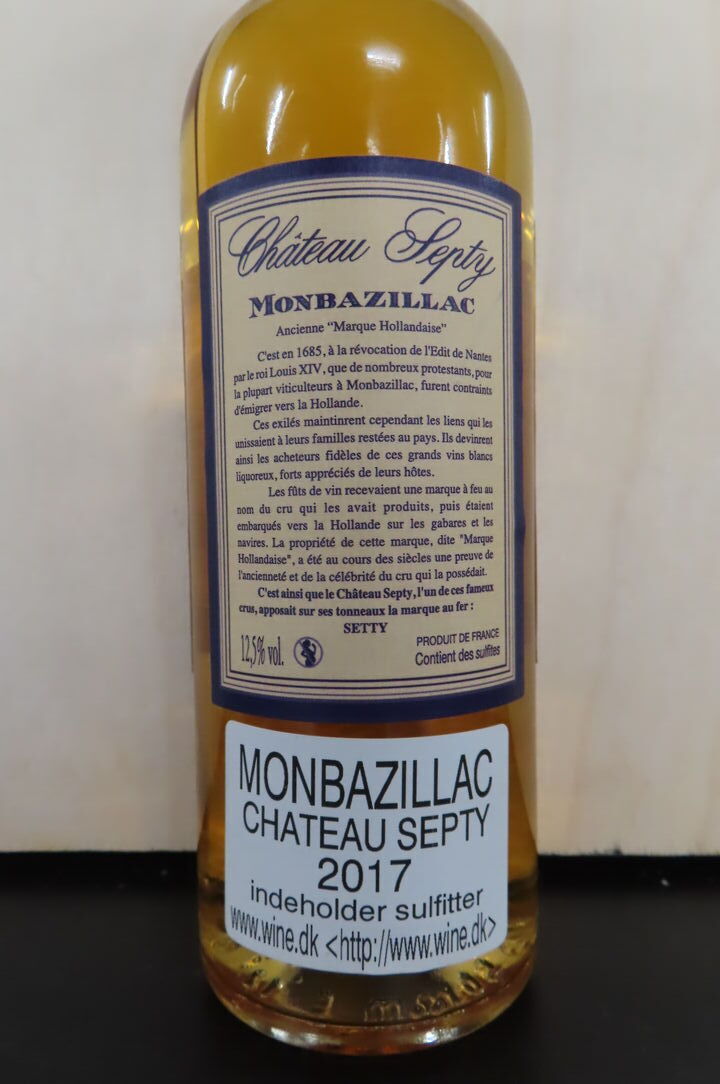 Château Septy
MONBAZILLAC
Ancienne "Marque Hollandaise"
C'est en 1685, à la révocation de l'Edit de Nantes
par le roi Louis XIV, que de nombreux protestants, pour
la plupart viticulteurs à Monbazillac, furent contraints
d'émigrer vers la Hollande.
Ces exilés maintinrent cependant les liens qui les
unissaient à leurs familles restées au pays. Ils devinrent
ainsi les acheteurs fidèles de ces grands vins blancs
liquoreux, forts appréciés de leurs hôtes.
Les fûts de vin recevaient une marque à feu au
nom du cru qui les avait produits, puis étaient
embarqués vers la Hollande sur les gabares et les
navires. La propriété de cette marque, dite "Marque
Hollandaise", a été au cours des siècles une preuve de
l'ancienneté et de la célébrité du cru qui la possédait.
C'est ainsi que le Château Septy, l'un de ces fameux
crus, apposait sur ses tonneaux la marque au fer :
SETTY
12,5% vol.
PRODUIT DE FRANCE
Contient des sulfites
MONBAZILLAC
CHATEAU SEPTY
2017
indeholder sulfitter
www.wine.dk <http://www.wine.dk>